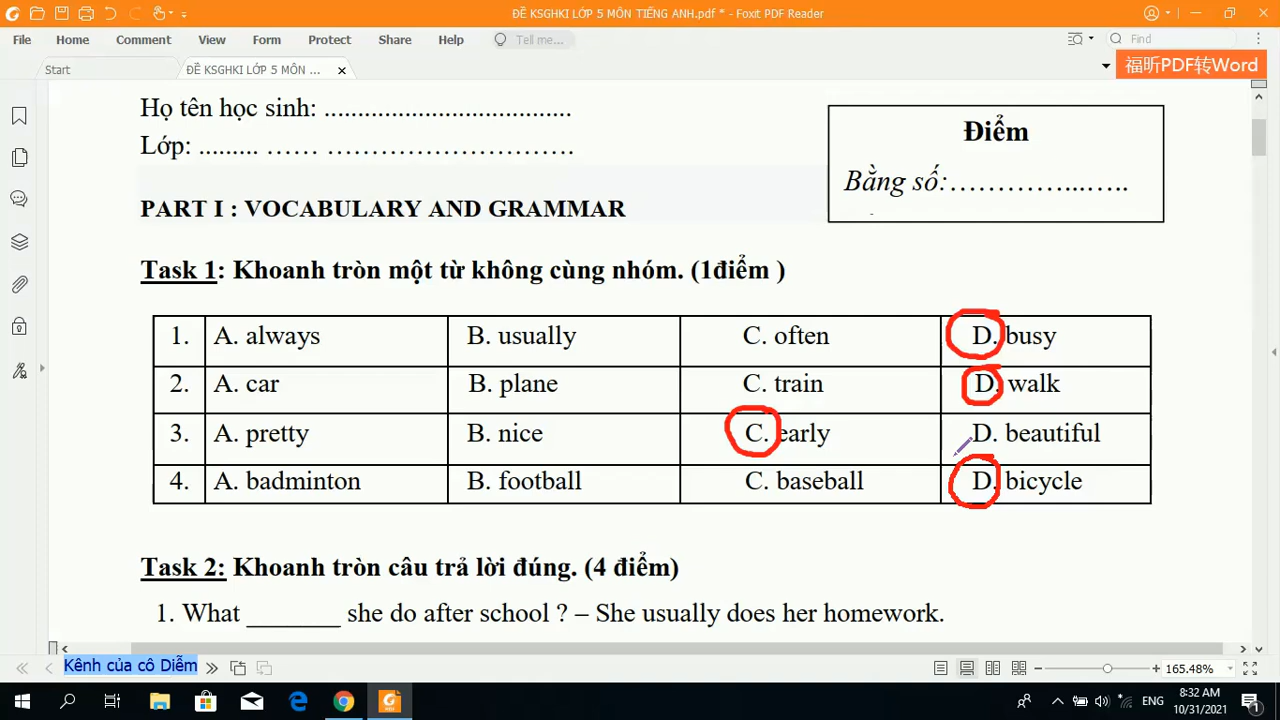 ĐỀ KSGHKI LỚP 5 MÔN TIẾNG ANH.pdf * - Foxit PDF Reader
File Home Comment View Form Protect Share Help Tell me... Find
Start ĐỀ KSGHKI LỚP 5 MÔN ... 福昕PDF转Word
Họ tên học sinh: .....................................
Lớp: ......... …… ……………………….
Điểm
Bằng số:…………...…..
PART I : VOCABULARY AND GRAMMAR
Task 1: Khoanh tròn một từ không cùng nhóm. (1điểm )
1. A. always B. usually C. often D. busy
2. A. car B. plane C. train D. walk
3. A. pretty B. nice C. early D. beautiful
4. A. badminton B. football C. baseball D. bicycle
Task 2: Khoanh tròn câu trả lời đúng. (4 điểm)
1. What _______ she do after school ? – She usually does her homework.
Kênh của cô Diễm 165.48%
ENG 8:32 AM
10/31/2021 1